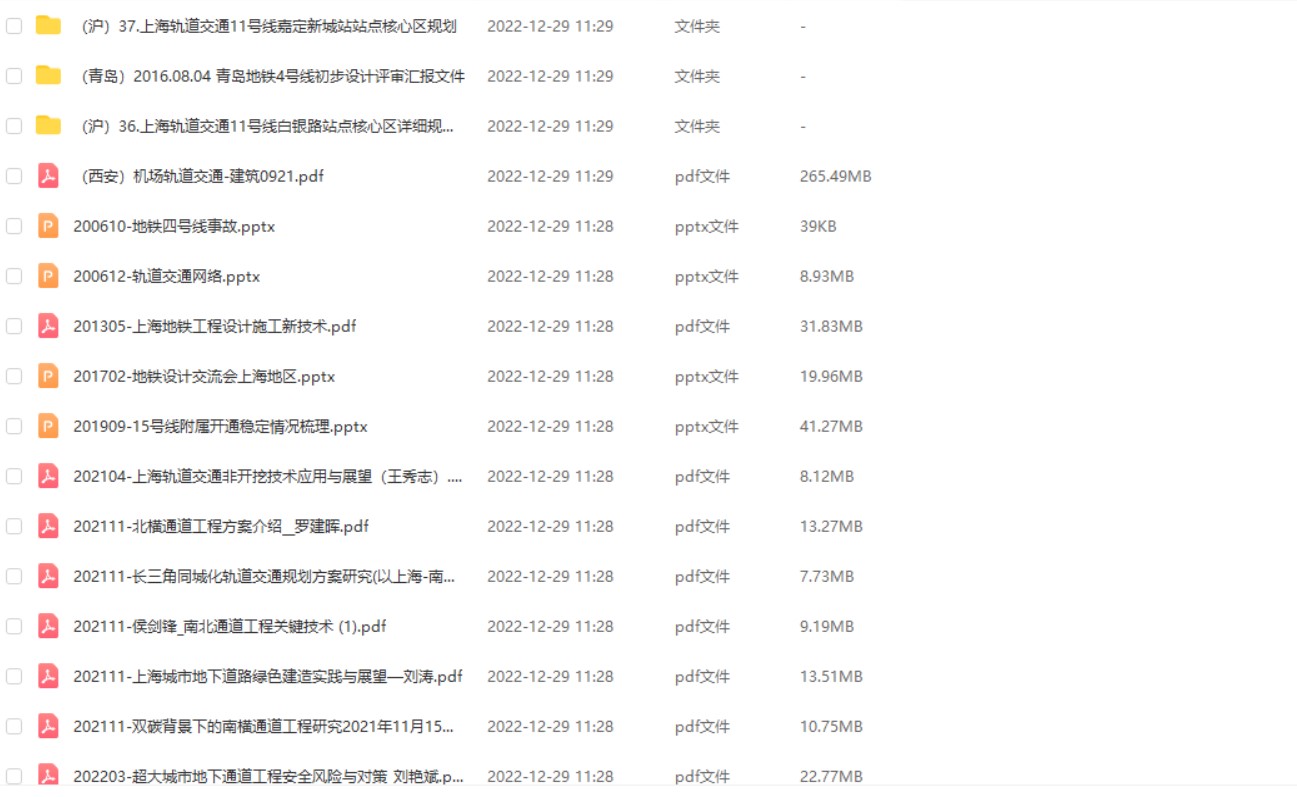 （沪）37.上海轨道交通11号线嘉定新城站站点核心区规划 2022-12-29 11:29 文件夹 -
（青岛）2016.08.04 青岛地铁4号线初步设计评审汇报文件 2022-12-29 11:29 文件夹 -
（沪）36.上海轨道交通11号线白银路站点核心区详细规... 2022-12-29 11:29 文件夹 -
（西安）机场轨道交通-建筑0921.pdf 2022-12-29 11:29 pdf文件 265.49MB
200610-地铁四号线事故.pptx 2022-12-29 11:28 pptx文件 39KB
200612-轨道交通网络.pptx 2022-12-29 11:28 pptx文件 8.93MB
201305-上海地铁工程设计施工新技术.pdf 2022-12-29 11:28 pdf文件 31.83MB
201702-地铁设计交流会上海地区.pptx 2022-12-29 11:28 pptx文件 19.96MB
201909-15号线附属开通稳定情况梳理.pptx 2022-12-29 11:28 pptx文件 41.27MB
202104-上海轨道交通非开挖技术应用与展望（王秀志）.... 2022-12-29 11:28 pdf文件 8.12MB
202111-北横通道工程方案介绍__罗建晖.pdf 2022-12-29 11:28 pdf文件 13.27MB
202111-长三角同城化轨道交通规划方案研究(以上海-南... 2022-12-29 11:28 pdf文件 7.73MB
202111-侯剑锋_南北通道工程关键技术 (1).pdf 2022-12-29 11:28 pdf文件 9.19MB
202111-上海城市地下道路绿色建造实践与展望—刘涛.pdf 2022-12-29 11:28 pdf文件 13.51MB
202111-双碳背景下的南横通道工程研究2021年11月15... 2022-12-29 11:28 pdf文件 10.75MB
202203-超大城市地下通道工程安全风险与对策 刘艳斌.p... 2022-12-29 11:28 pdf文件 22.77MB